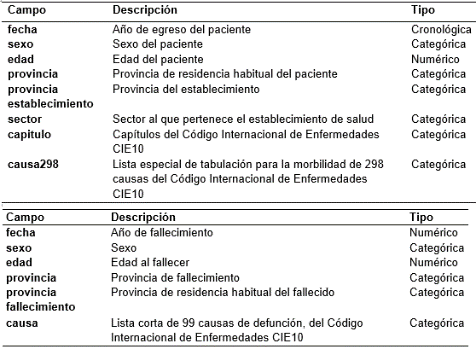 Campo Descripción Tipo
fecha Año de egreso del paciente Cronológica
sexo Sexo del paciente Categórica
edad Edad del paciente Numérico
provincia Provincia de residencia habitual del paciente Categórica
provincia Provincia del establecimiento Categórica
establecimiento
sector Sector al que pertenece el establecimiento de salud Categórica
capitulo Capítulos del Código Internacional de Enfermedades Categórica
CIE10
causa298 Lista especial de tabulación para la morbilidad de 298 Categórica
causas del Código Internacional de Enfermedades
CIE10
Campo Descripción Tipo
fecha Año de fallecimiento Numérico
sexo Sexo Categórica
edad Edad al fallecer Numérico
provincia Provincia de fallecimiento Categórica
provincia Provincia de residencia habitual del fallecido Categórica
fallecimiento
causa Lista corta de 99 causas de defunción, del Código Categórica
Internacional de Enfermedades CIE10